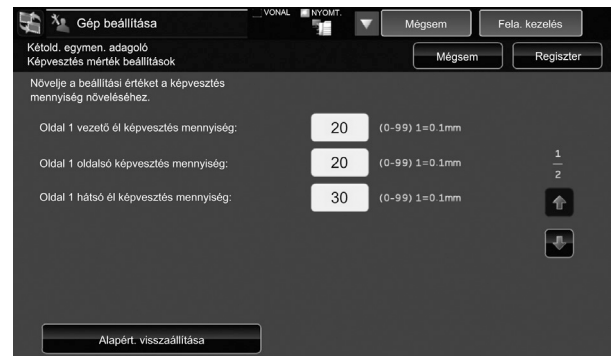 Gép beállítása
VONAL
NYOMT.
Mégsem
Fela. kezelés
Kétold. egymen. adagoló
Képvesztés mérték beállítások
Mégsem
Regiszter
Növelje a beállítási értéket a képvesztés
mennyiség növeléséhez.
Oldal 1 vezető él képvesztés mennyiség:
20
(0-99) 1=0.1mm
Oldal 1 oldalsó képvesztés mennyiség:
20
(0-99) 1=0.1mm
Oldal 1 hátsó él képvesztés mennyiség:
30
(0-99) 1=0.1mm
1
2
Alapért. visszaállítása